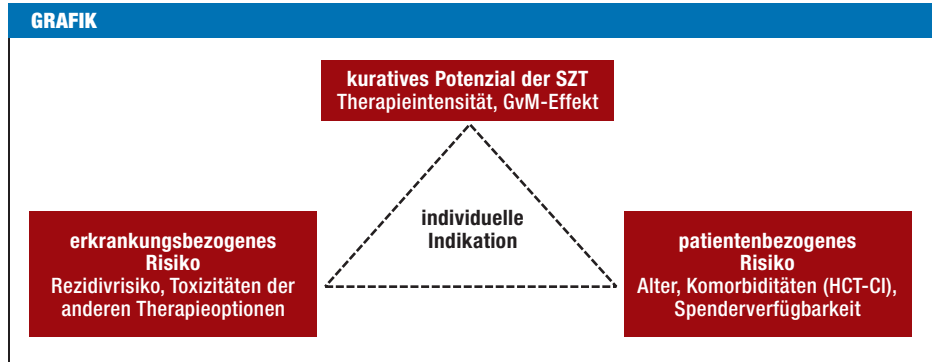 GRAFIK
kuratives Potenzial der SZT
Therapieintensität, GvM-Effekt
individuelle
Indikation
erkrankungsbezogenes
Risiko
Rezidivrisiko, Toxizitäten der
anderen Therapieoptionen
patientenbezogenes
Risiko
Alter, Komorbiditäten (HCT-CI),
Spenderverfügbarkeit